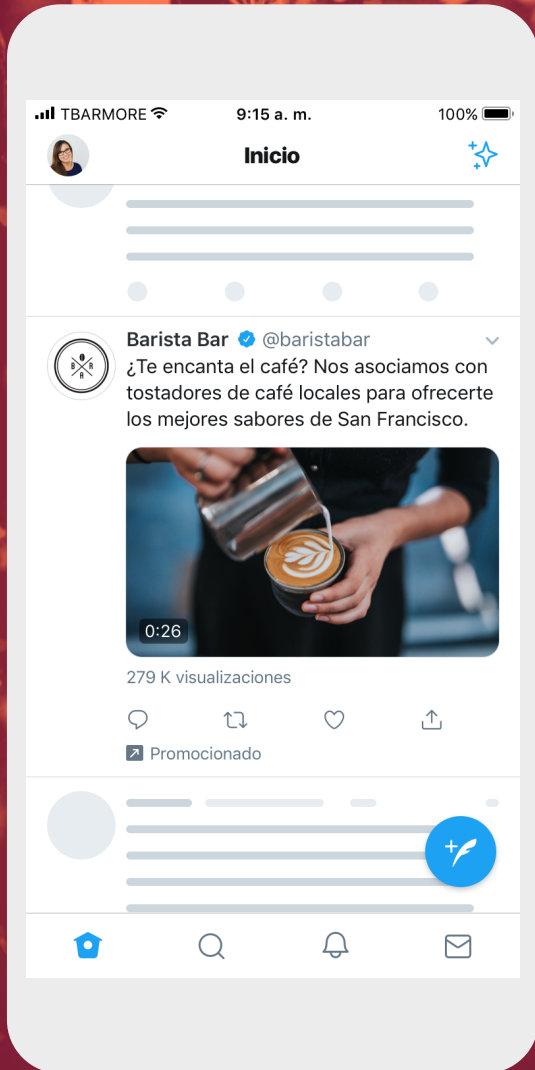 TBARMORE 9:15 a. m. 100%
Inicio
Barista Bar @baristabar
¿Te encanta el café? Nos asociamos con
tostadores de café locales para ofrecerte
los mejores sabores de San Francisco.
B A R
0:26
279 K visualizaciones
Promocionado